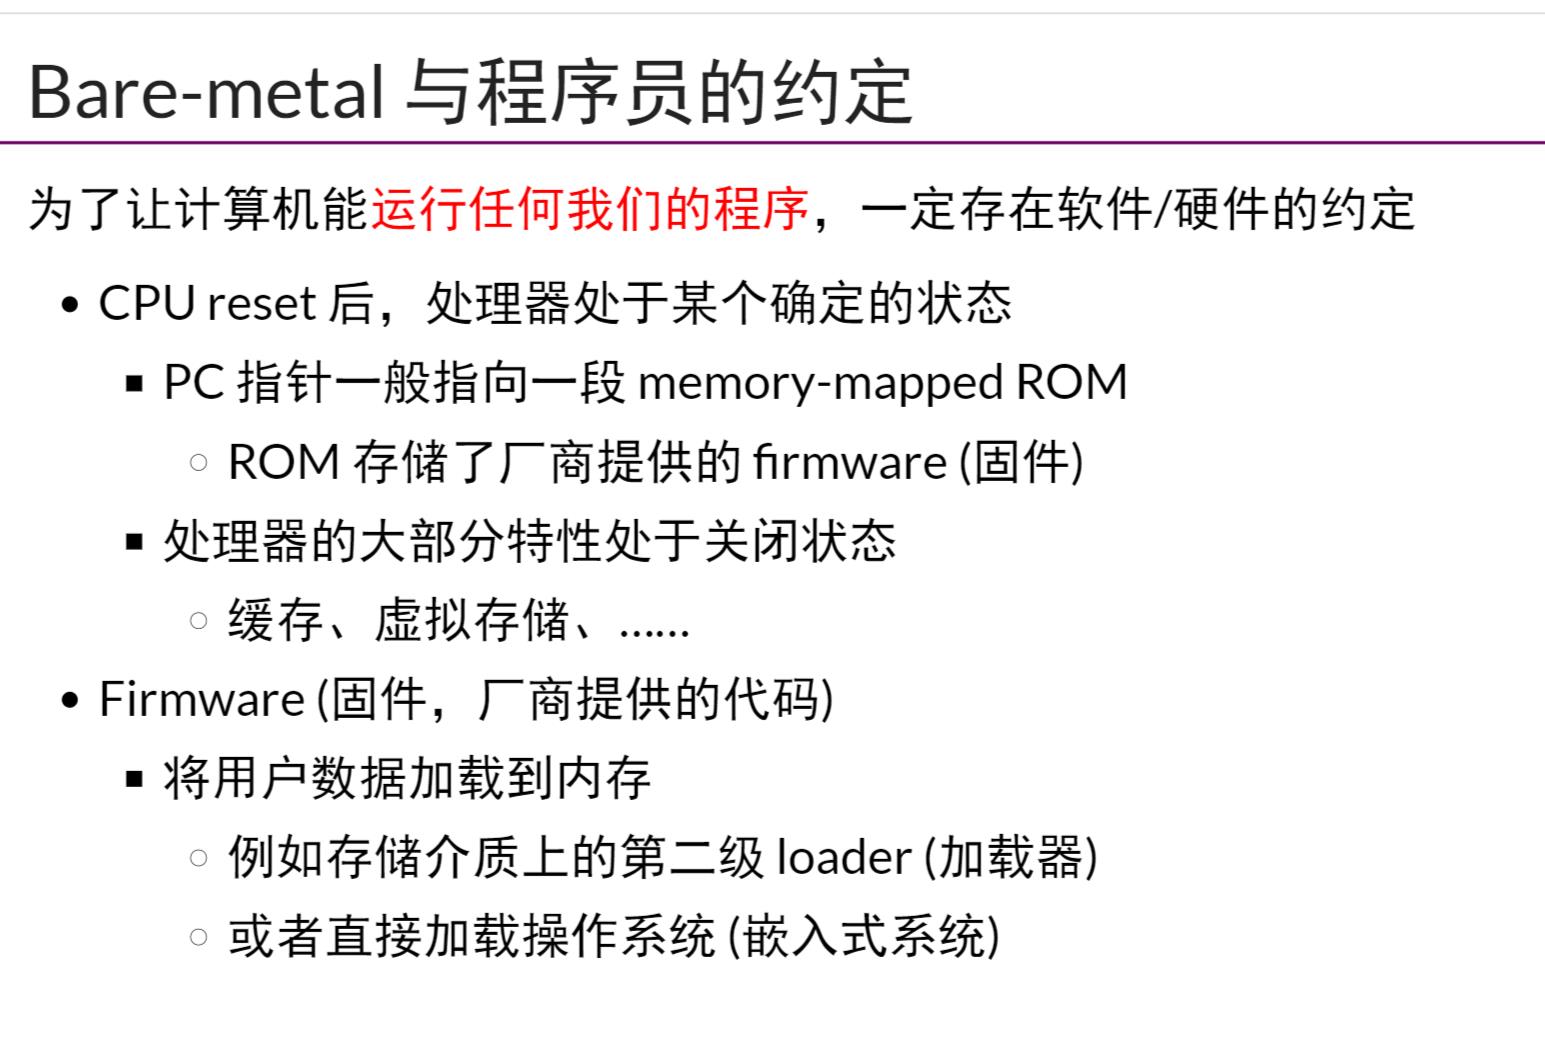 Bare-metal 与程序员的约定
为了让计算机能运行任何我们的程序，一定存在软件/硬件的约定
• CPU reset 后，处理器处于某个确定的状态
▪ PC 指针一般指向一段 memory-mapped ROM
○ ROM 存储了厂商提供的 firmware (固件)
▪ 处理器的大部分特性处于关闭状态
○ 缓存、虚拟存储、......
• Firmware (固件，厂商提供的代码)
▪ 将用户数据加载到内存
○ 例如存储介质上的第二级 loader (加载器)
○ 或者直接加载操作系统 (嵌入式系统)